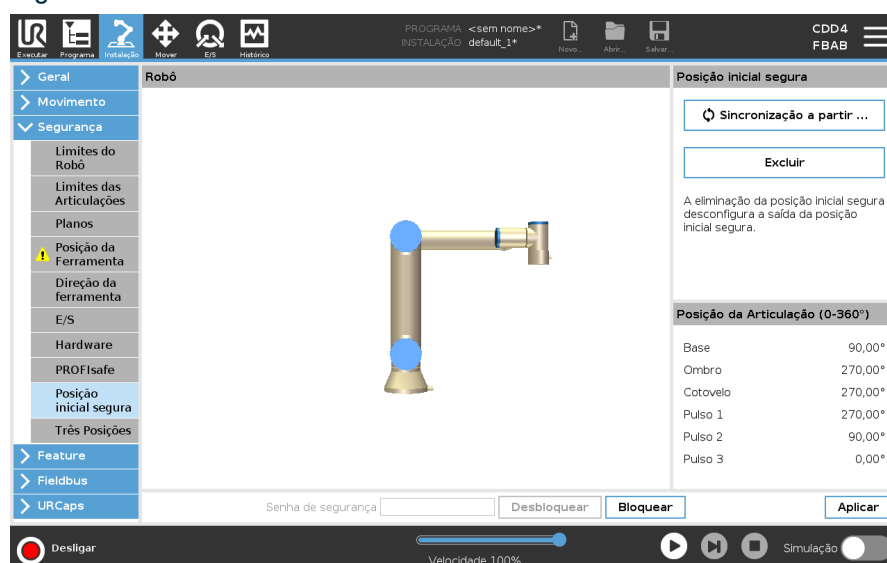 PROGRAMA <sem nome>*
INSTALAÇÃO default_1*
Executar
Programa
Instalação
Mover
E/S
Histórico
Novo...
Abrir...
Salvar...
CDD4
FBAB
Geral
Movimento
Segurança
Limites do
Robô
Limites das
Articulações
Planos
Posição da
Ferramenta
Direção da
ferramenta
E/S
Hardware
PROFIsafe
Posição
inicial segura
Três Posições
Feature
Fieldbus
URCaps
Robô
Posição inicial segura
Sincronização a partir ...
Excluir
A eliminação da posição inicial segura
desconfigura a saída da posição
inicial segura.
Posição da Articulação (0-360°)
Base 90,00°
Ombro 270,00°
Cotovelo 270,00°
Pulso 1 270,00°
Pulso 2 90,00°
Pulso 3 0,00°
Senha de segurança
Desbloquear
Bloquear
Aplicar
Desligar
Velocidade 100%
Simulação